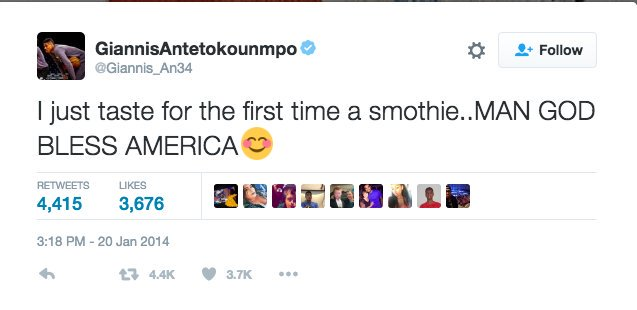 GiannisAntetokounmpo
@Giannis_An34
Follow
I just taste for the first time a smothie..MAN GOD
BLESS AMERICA😊
RETWEETS LIKES
4,415 3,676
3:18 PM - 20 Jan 2014
4.4K 3.7K